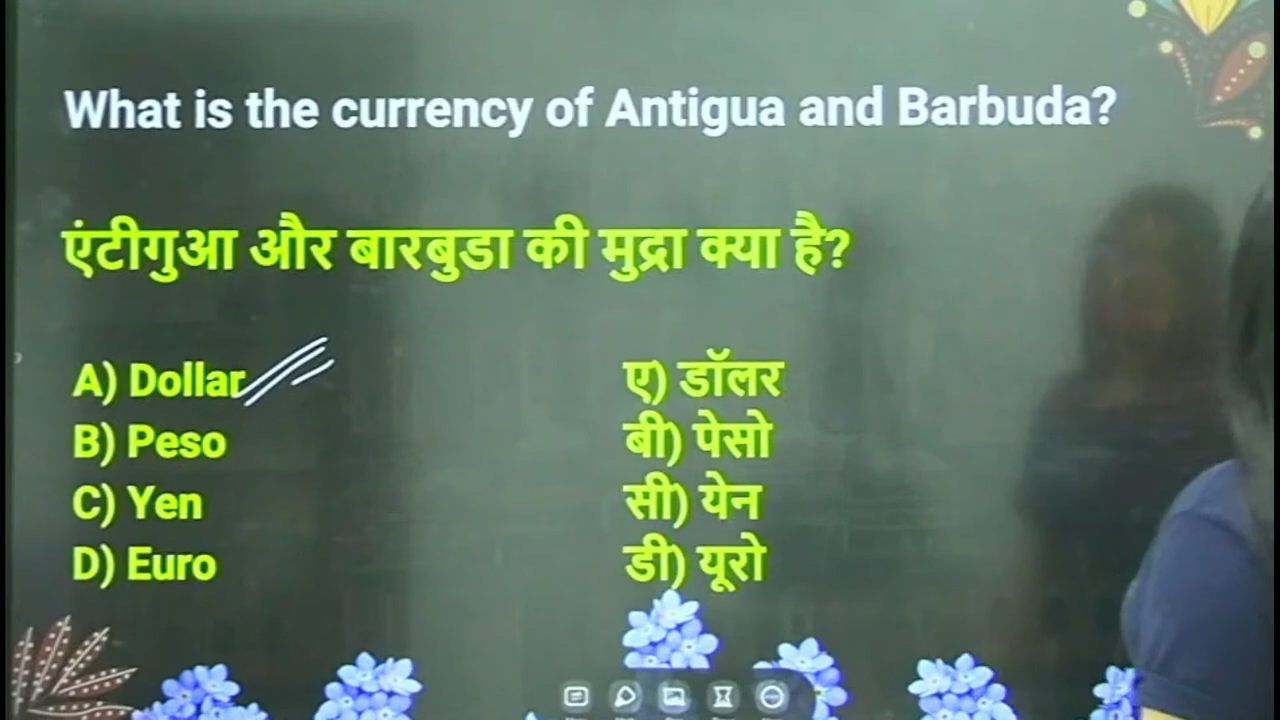 What is the currency of Antigua and Barbuda?
एंटीगुआ और बारबुडा की मुद्रा क्या है?
A) Dollar
B) Peso
C) Yen
D) Euro
ए) डॉलर
बी) पेसो
सी) येन
डी) यूरो